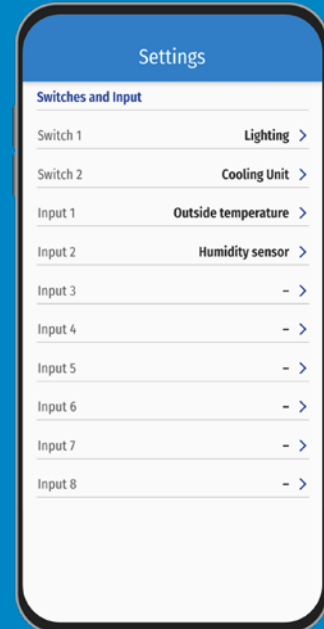 Settings
Switches and Input
Switch 1 Lighting >
Switch 2 Cooling Unit >
Input 1 Outside temperature >
Input 2 Humidity sensor >
Input 3 - >
Input 4 - >
Input 5 - >
Input 6 - >
Input 7 - >
Input 8 - >